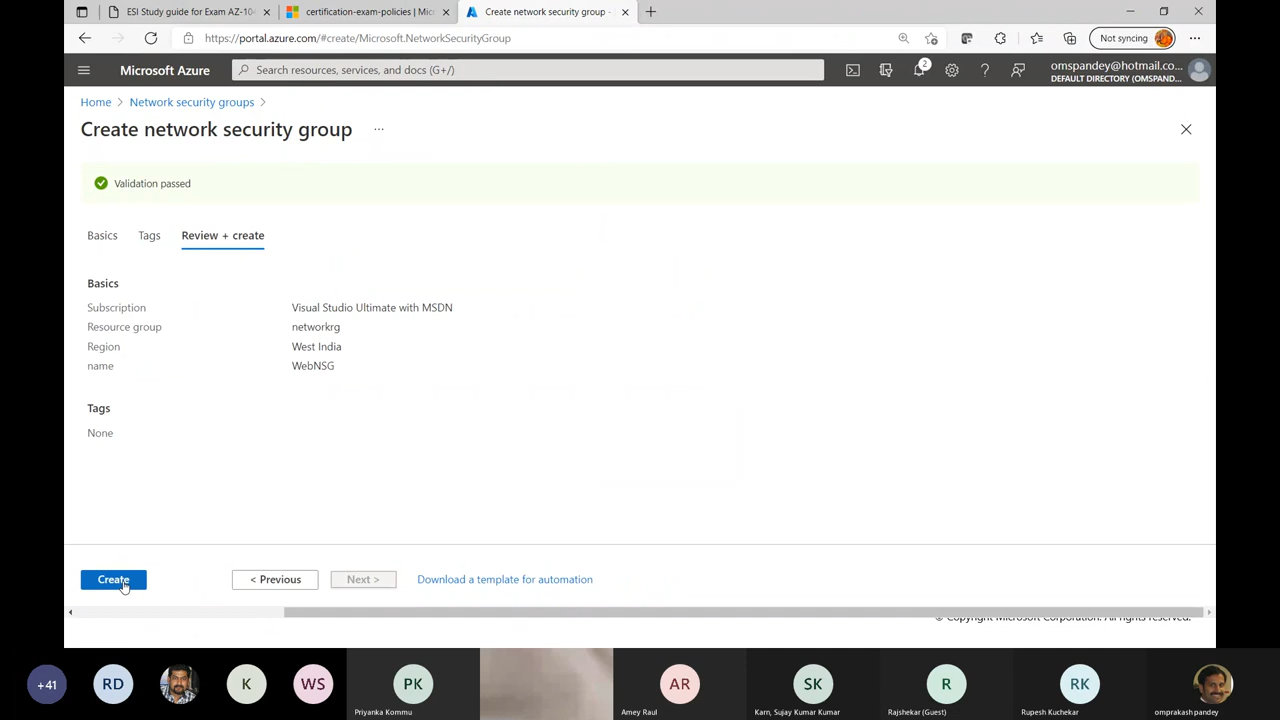 ESI Study guide for Exam AZ-104
certification-exam-policies | Mic
Create network security group -
https://portal.azure.com/#create/Microsoft.NetworkSecurityGroup
Not syncing
Microsoft Azure
Search resources, services, and docs (G+/)
2
omspandey@hotmail.co...
DEFAULT DIRECTORY (OMSPAND...
Home > Network security groups >
Create network security group ...
Validation passed
Basics Tags Review + create
Basics
Subscription Visual Studio Ultimate with MSDN
Resource group networkrg
Region West India
name WebNSG
Tags
None
Create
< Previous
Next >
Download a template for automation
© Copyright Microsoft Corporation. All rights reserved.
+41
RD
K
WS
PK
Priyanka Kommu
AR
Amey Raul
SK
Karn, Sujay Kumar Kumar
R
Rajshekar (Guest)
RK
Rupesh Kuchekar
omprakash pandey